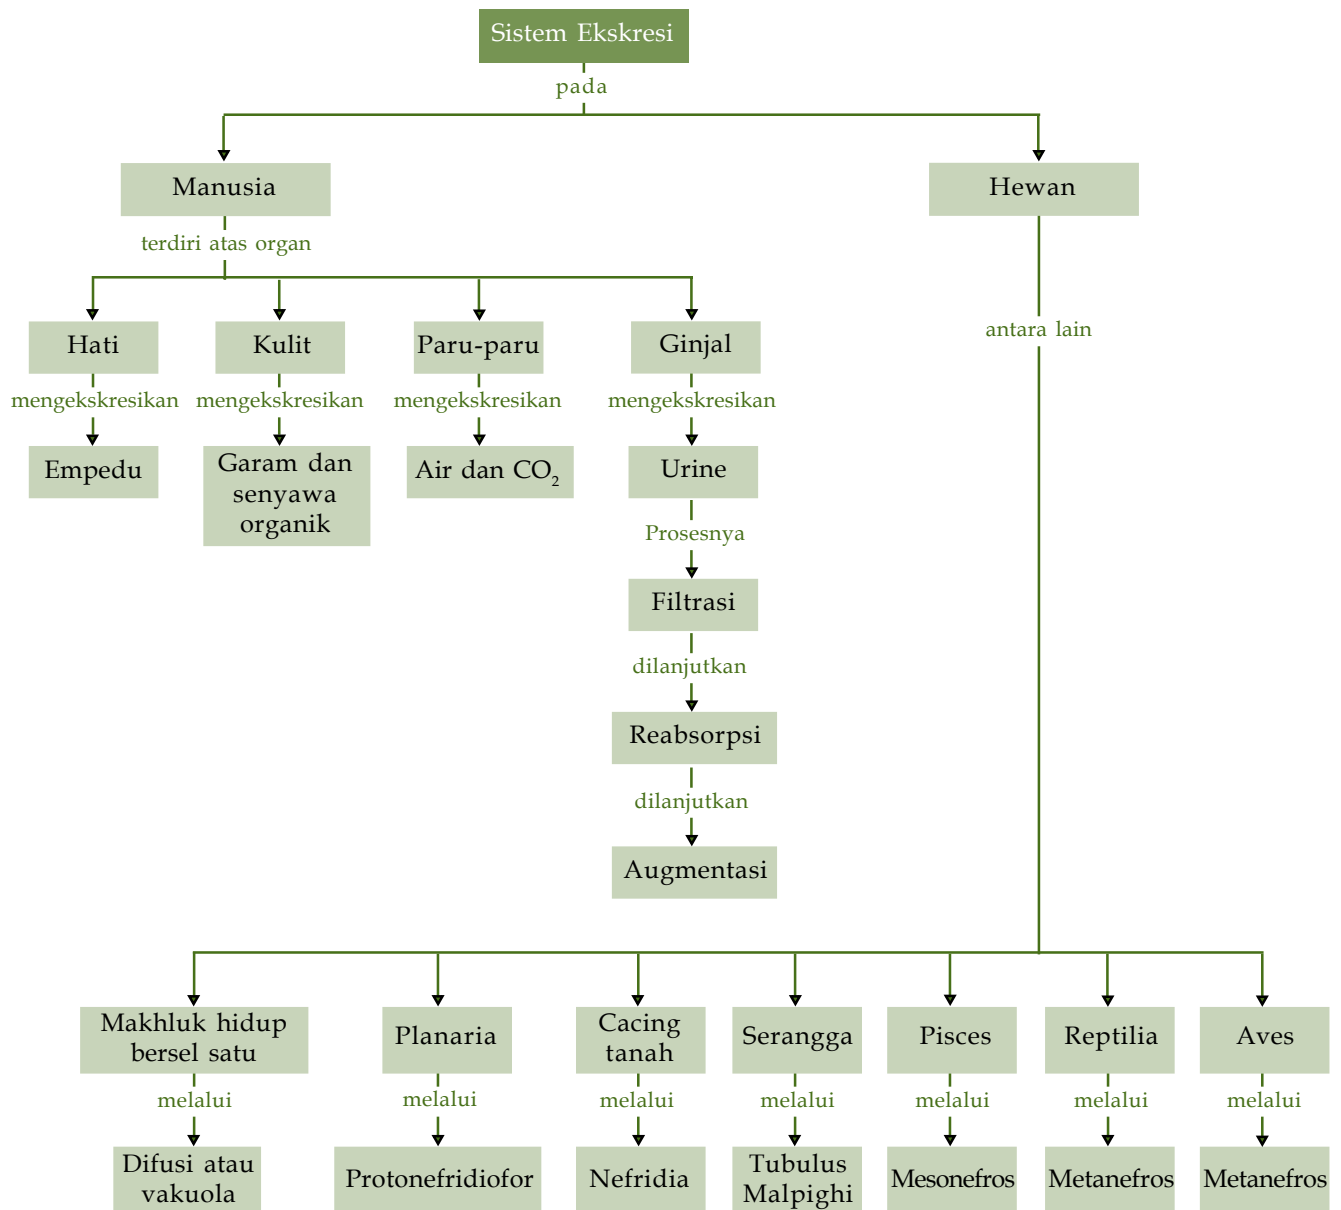 Sistem Ekskresi
pada
Manusia
Hewan
terdiri atas organ
antara lain
Hati
Kulit
Paru-paru
Ginjal
mengekskresikan
mengekskresikan
mengekskresikan
mengekskresikan
Empedu
Garam dan
senyawa
organik
Air dan CO₂
Urine
Prosesnya
Filtrasi
dilanjutkan
Reabsorpsi
dilanjutkan
Augmentasi
Makhluk hidup
bersel satu
Planaria
Cacing
tanah
Serangga
Pisces
Reptilia
Aves
melalui
melalui
melalui
melalui
melalui
melalui
melalui
Difusi atau
vakuola
Protonefridiofor
Nefridia
Tubulus
Malpighi
Mesonefros
Metanefros
Metanefros